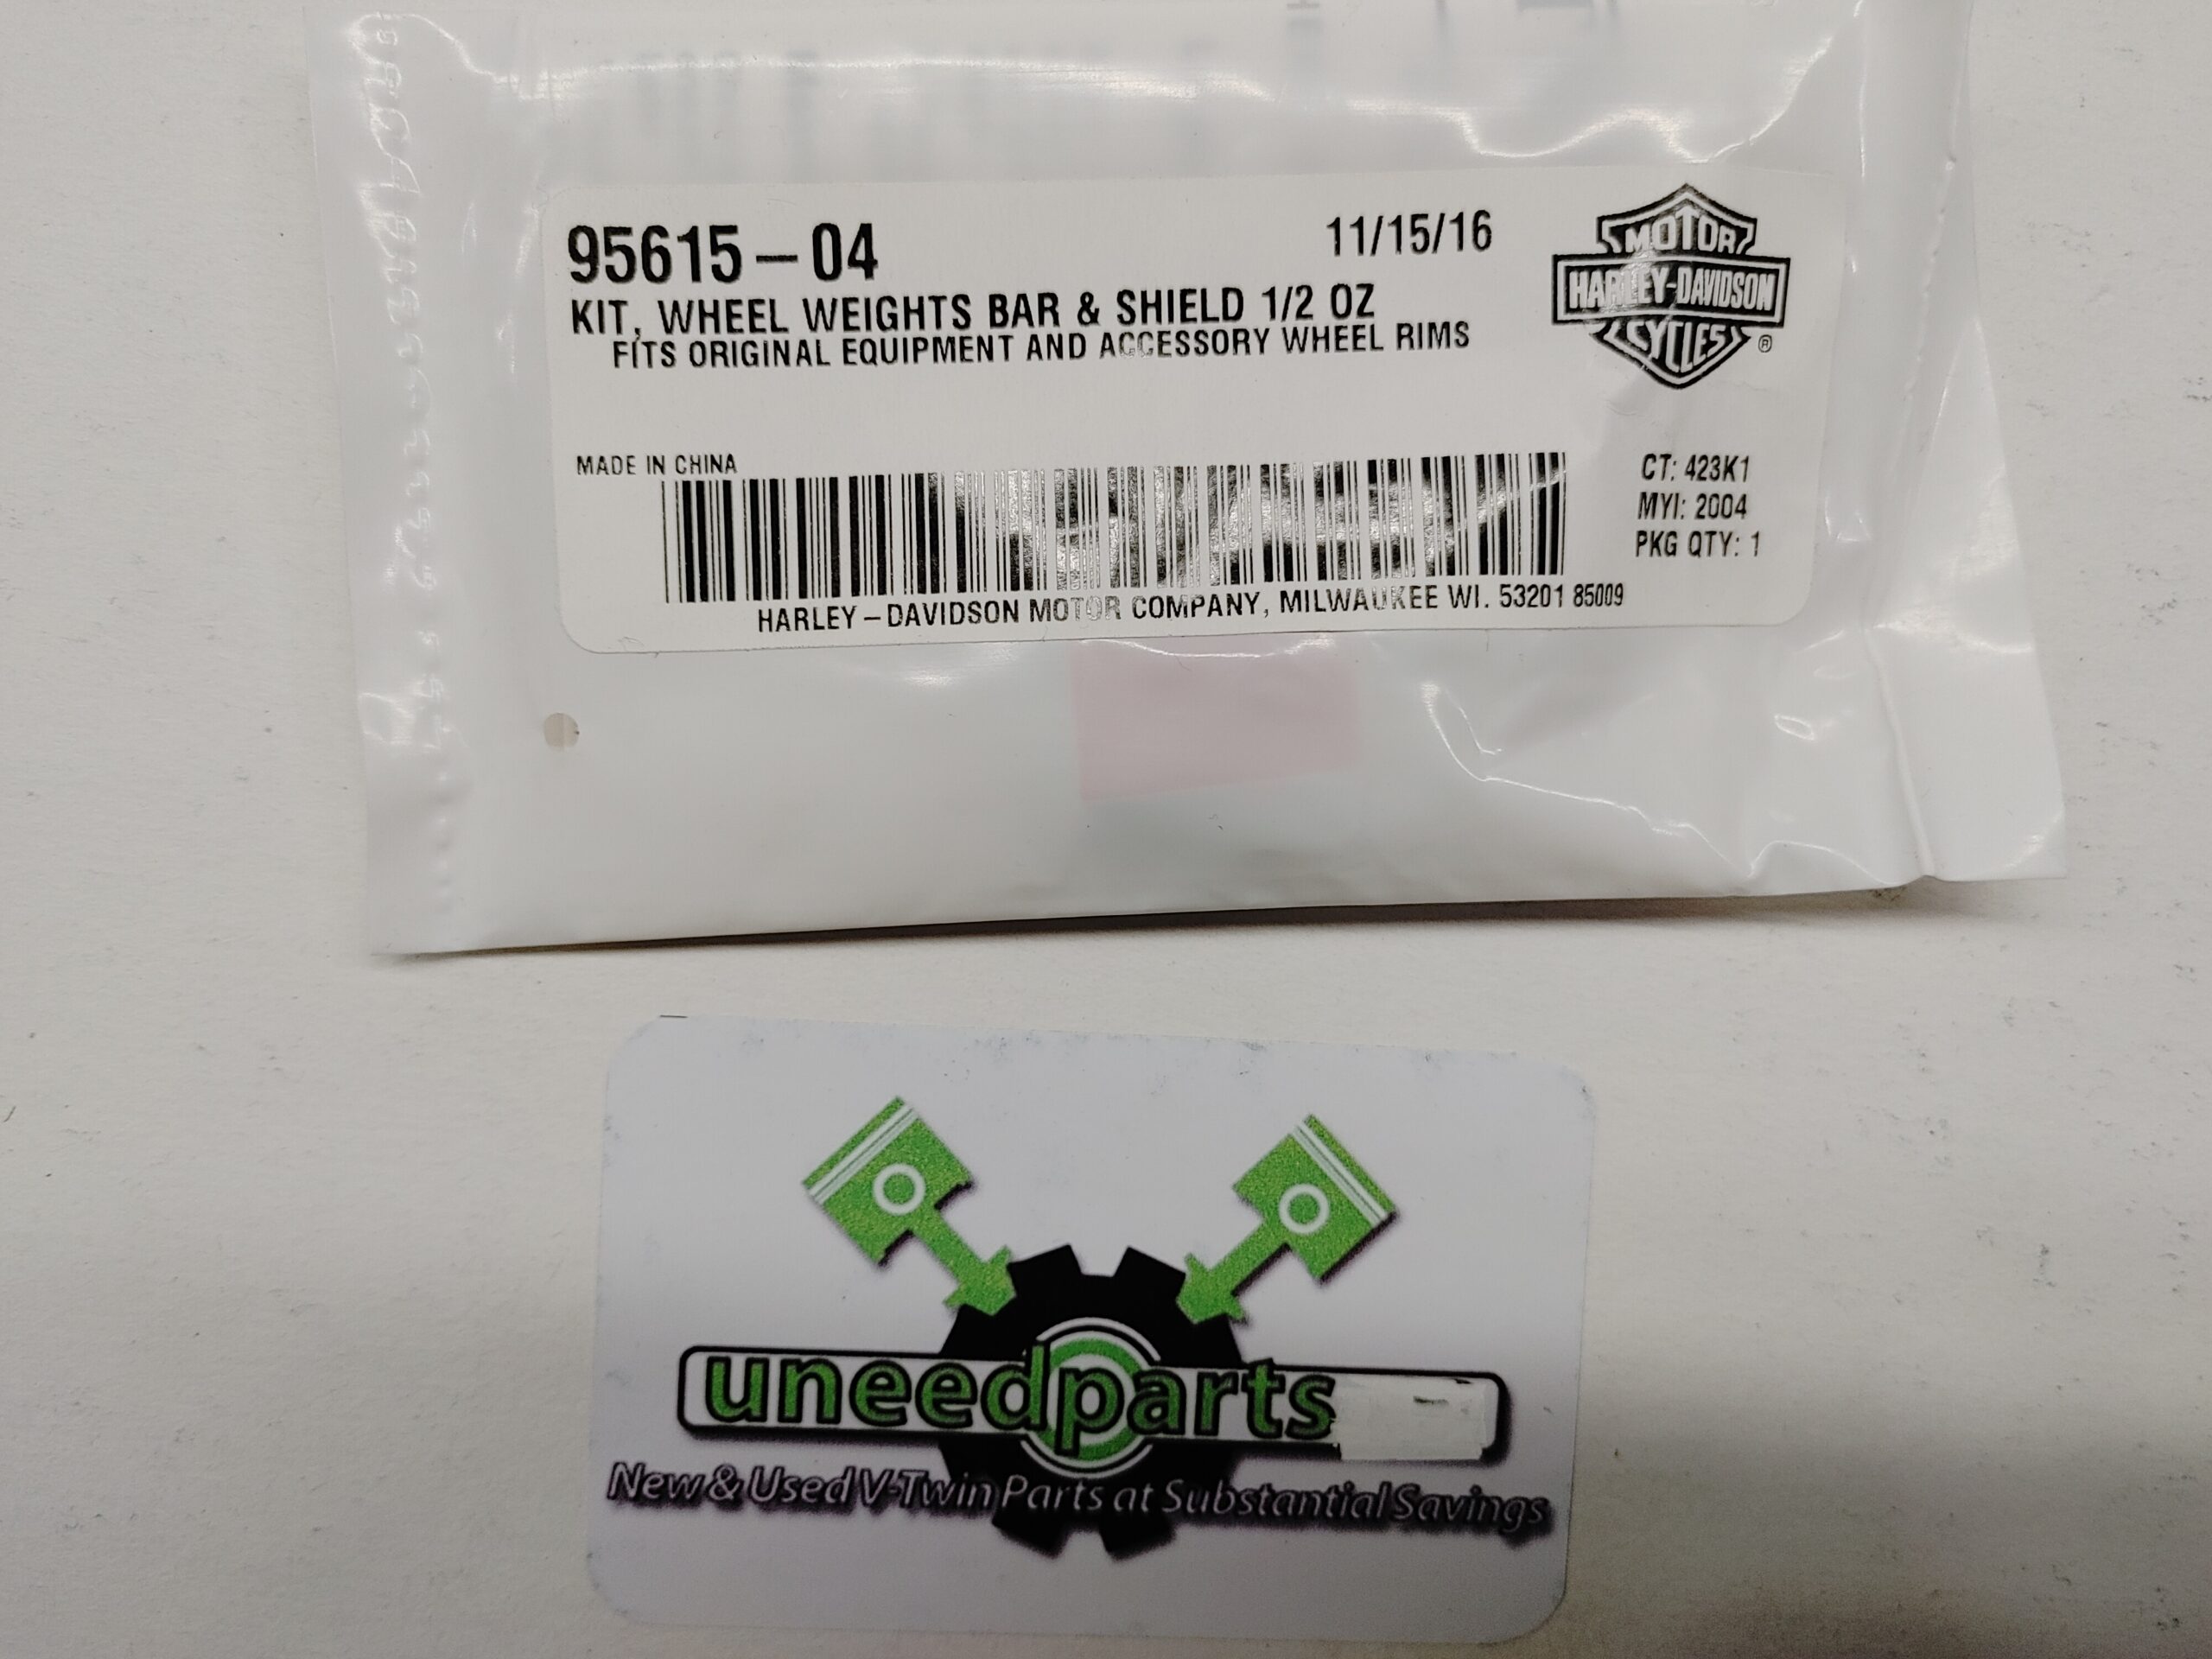 95615-04
11/15/16
KIT, WHEEL WEIGHTS BAR & SHIELD 1/2 OZ
FITS ORIGINAL EQUIPMENT AND ACCESSORY WHEEL RIMS
MOTOR
HARLEY-DAVIDSON
CYCLES
®
MADE IN CHINA
CT: 423K1
MYI: 2004
PKG QTY: 1
HARLEY-DAVIDSON MOTOR COMPANY, MILWAUKEE WI. 53201 85009
uneedparts
New & Used V-Twin Parts at Substantial Savings